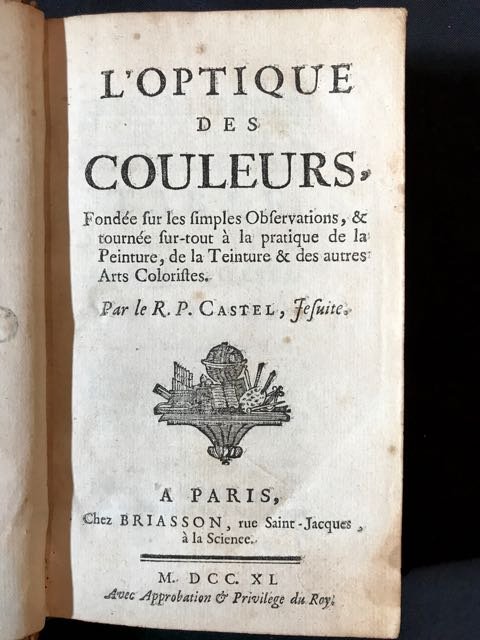 L'OPTIQUE
DES
COULEURS,
Fondée ſur les ſimples Obſervations, &
tournée ſur-tout à la pratique de la
Peinture, de la Teinture & des autres
Arts Coloriſtes.
Par le R. P. CASTEL, Jeſuite.
A PARIS,
Chez BRIASSON, rue Saint-Jacques,
à la Science.
M. DCC. XL
Avec Approbation & Privilege du Roy.